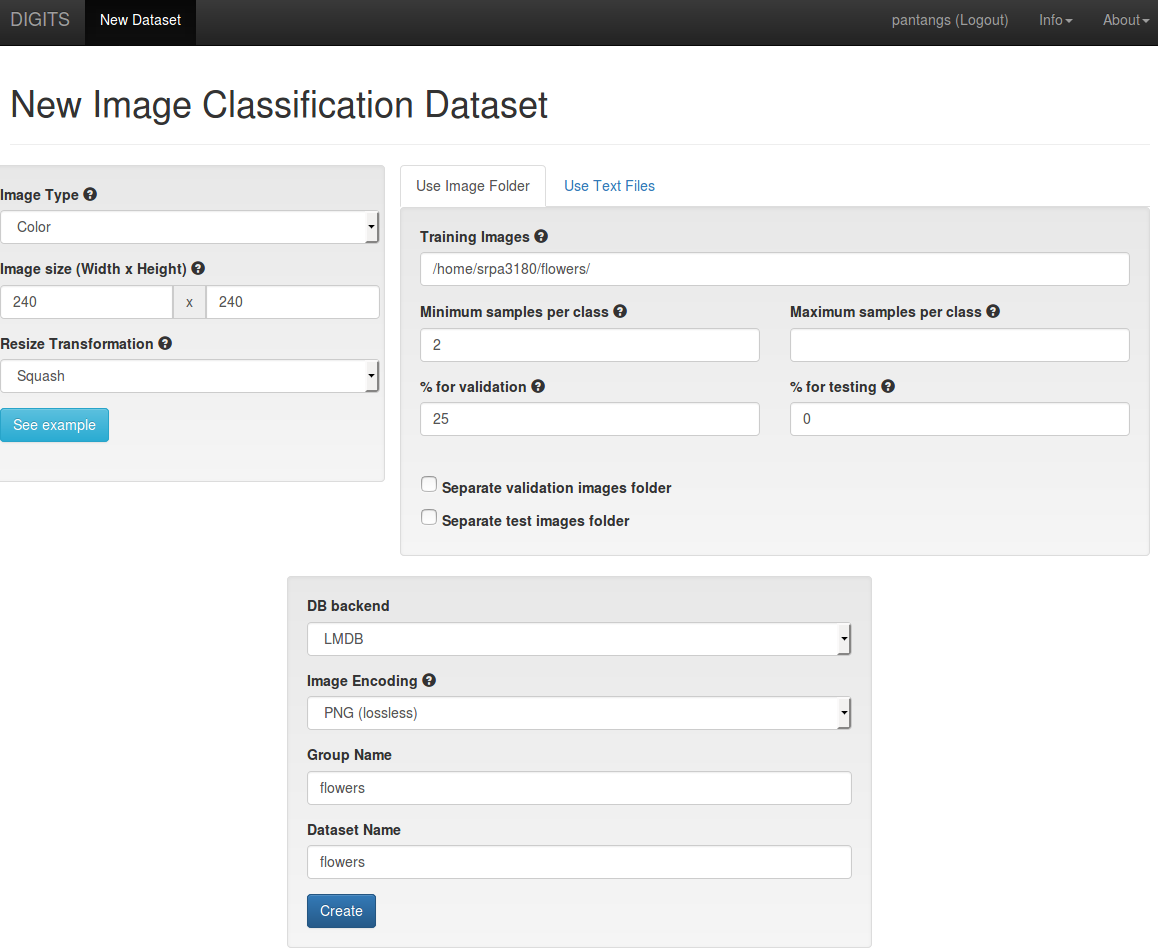 DIGITS New Dataset pantangs (Logout) Info About
New Image Classification Dataset
Image Type ?
Color
Image size (Width x Height) ?
240 x 240
Resize Transformation ?
Squash
See example
Use Image Folder Use Text Files
Training Images ?
/home/srpa3180/flowers/
Minimum samples per class ? Maximum samples per class ?
2
% for validation ? % for testing ?
25 0
Separate validation images folder
Separate test images folder
DB backend
LMDB
Image Encoding ?
PNG (lossless)
Group Name
flowers
Dataset Name
flowers
Create